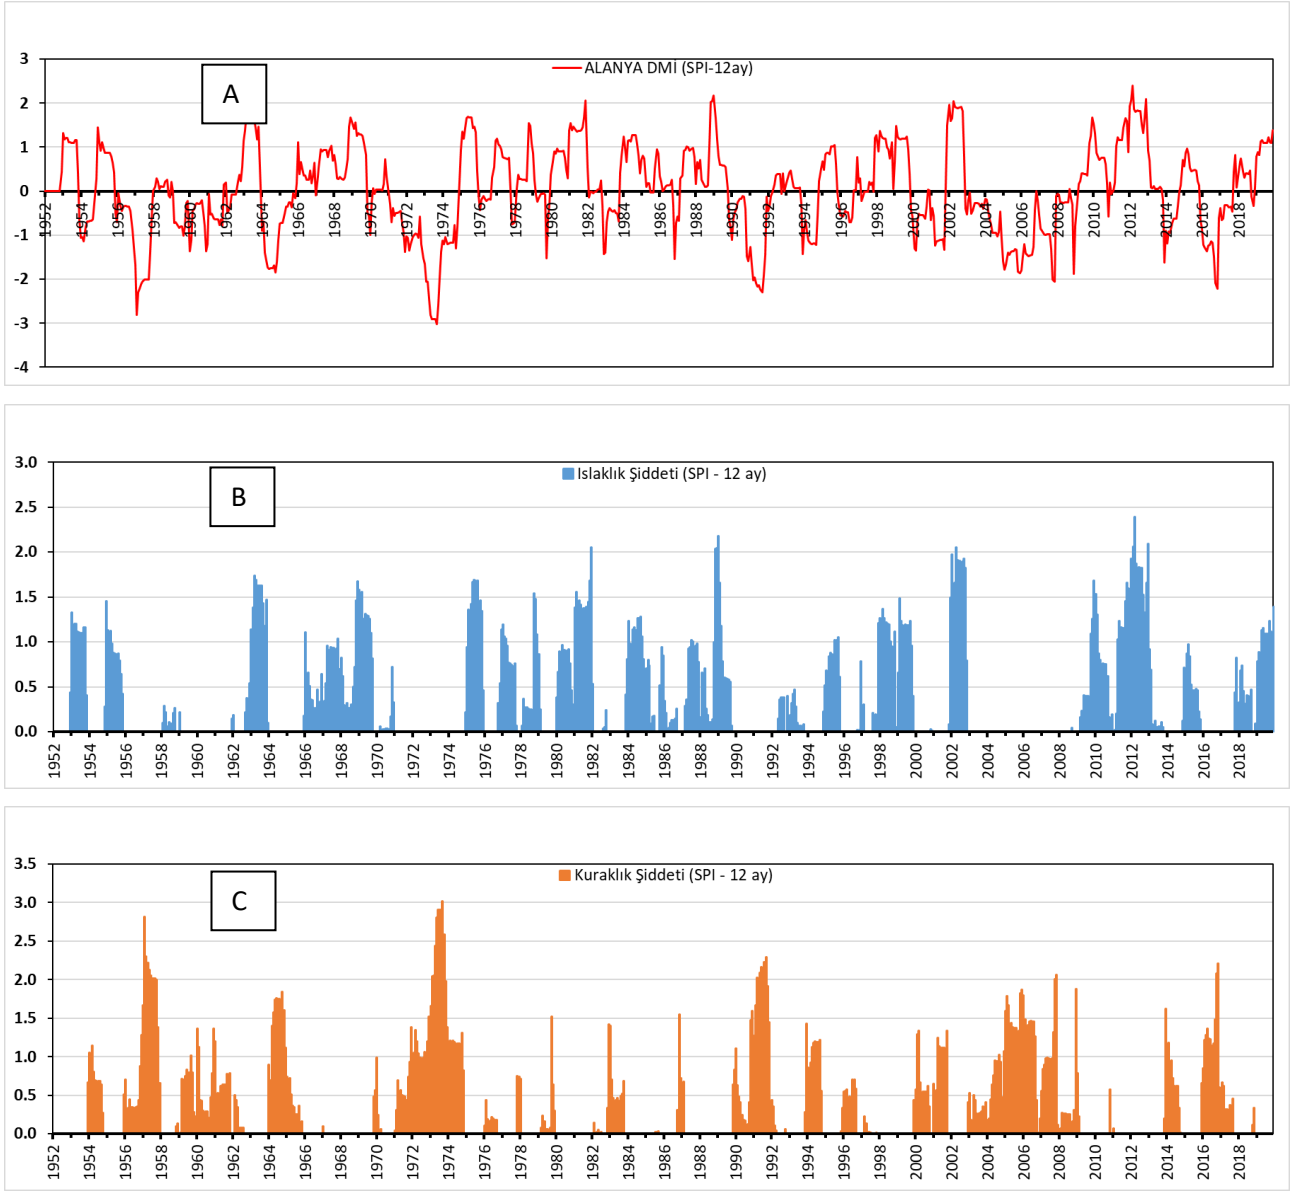 A
ALANYA DMİ (SPI-12ay)
3
2
1
0
-1
-2
-3
-4
1952 1954 1956 1958 1960 1962 1964 1966 1968 1970 1972 1974 1976 1978 1980 1982 1984 1986 1988 1990 1992 1994 1996 1998 2000 2002 2004 2006 2008 2010 2012 2014 2016 2018
B
Islaklık Şiddeti (SPI - 12 ay)
3.0
2.5
2.0
1.5
1.0
0.5
0.0
1952 1954 1956 1958 1960 1962 1964 1966 1968 1970 1972 1974 1976 1978 1980 1982 1984 1986 1988 1990 1992 1994 1996 1998 2000 2002 2004 2006 2008 2010 2012 2014 2016 2018
C
Kuraklık Şiddeti (SPI - 12 ay)
3.5
3.0
2.5
2.0
1.5
1.0
0.5
0.0
1952 1954 1956 1958 1960 1962 1964 1966 1968 1970 1972 1974 1976 1978 1980 1982 1984 1986 1988 1990 1992 1994 1996 1998 2000 2002 2004 2006 2008 2010 2012 2014 2016 2018